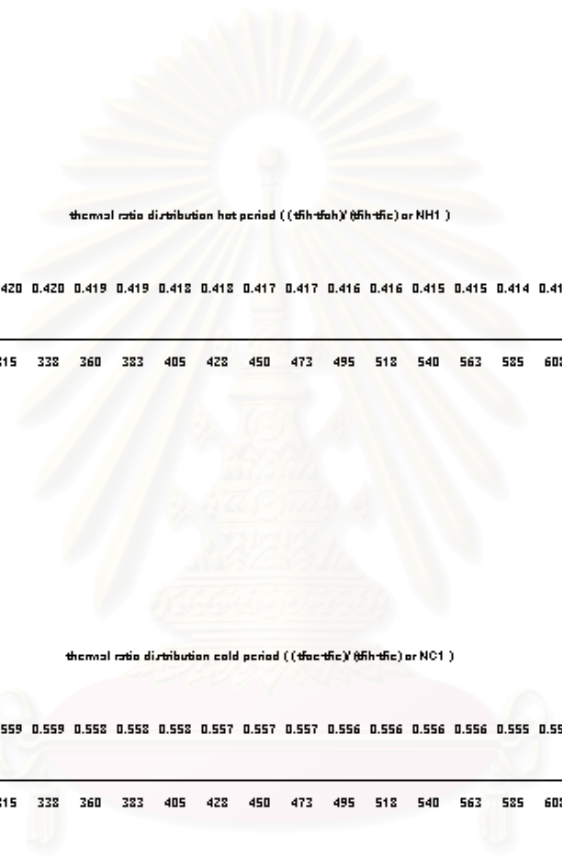 thermal ratio distribution hot period ( (tfih-tfoh)/ (tfih-tfic) or NH1 )
420 0.420 0.419 0.419 0.418 0.418 0.417 0.417 0.416 0.416 0.415 0.415 0.414 0.41
315 338 360 383 405 428 450 473 495 518 540 563 585 608
thermal ratio distribution cold period ( (tfoc-tfic)/ (tfih-tfic) or NC1 )
559 0.559 0.558 0.558 0.558 0.557 0.557 0.557 0.556 0.556 0.556 0.556 0.555 0.55
315 338 360 383 405 428 450 473 495 518 540 563 585 608